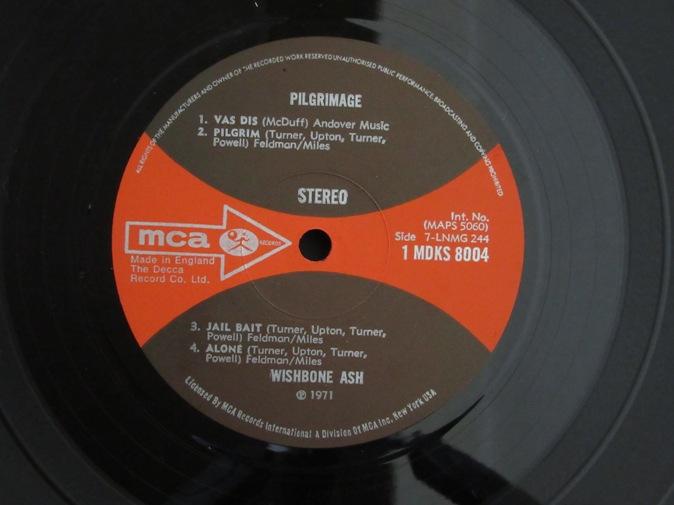 ALL RIGHTS OF THE MANUFACTURERS AND OWNER OF THE RECORDED WORK RESERVED UNAUTHORISED PUBLIC PERFORMANCE, BROADCASTING AND COPYING PROHIBITED
PILGRIMAGE
1. VAS DIS (McDuff) Andover Music
2. PILGRIM (Turner, Upton, Turner,
Powell) Feldman/Miles
STEREO
Int. No.
(MAPS 5060)
Side 7-LNMG 244
1 MDKS 8004
mca RECORDS
Made in England
The Decca
Record Co. Ltd.
3. JAIL BAIT (Turner, Upton, Turner,
Powell) Feldman/Miles
4. ALONE (Turner, Upton, Turner,
Powell) Feldman/Miles
WISHBONE ASH
℗ 1971
Licensed By MCA Records International A Division Of MCA Inc. New York USA